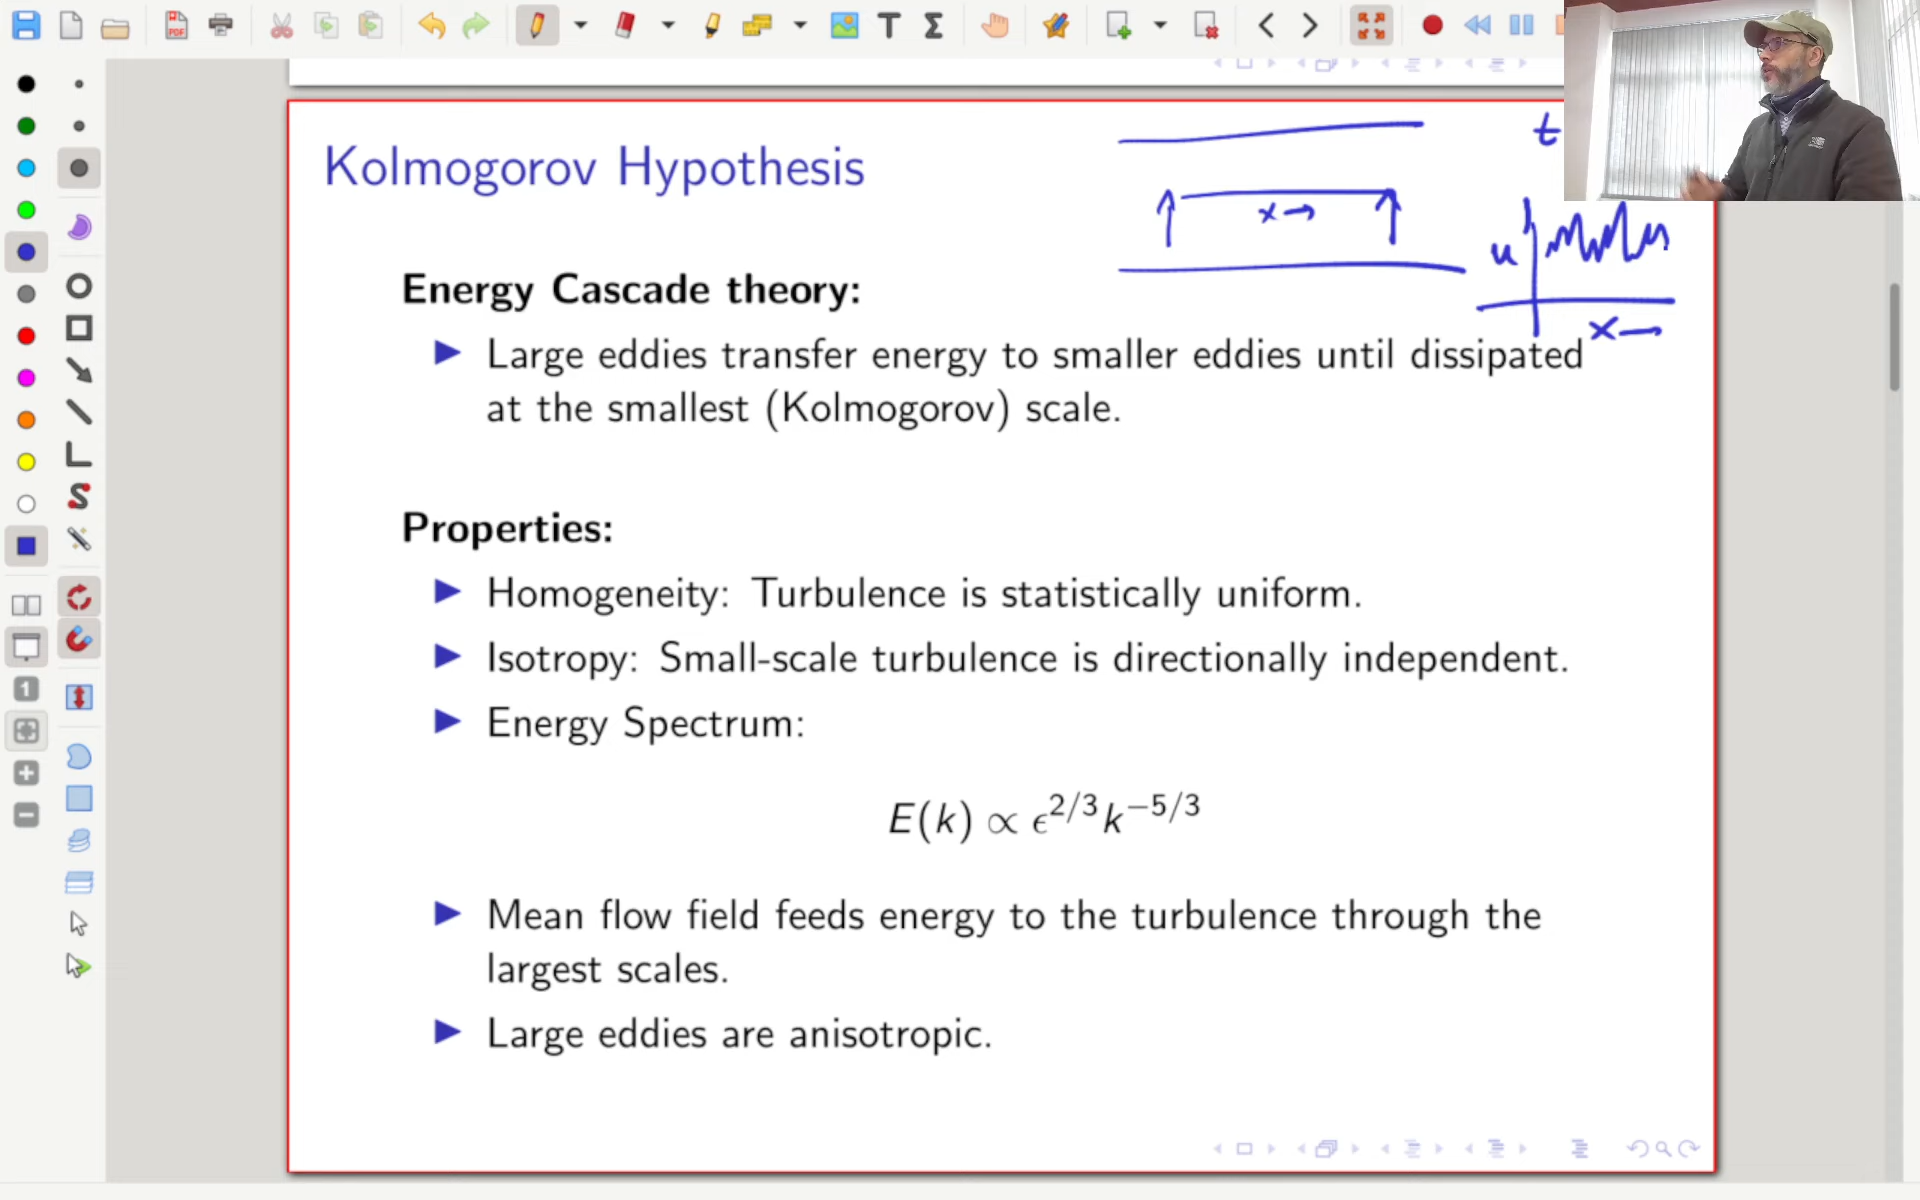 Kolmogorov Hypothesis
t
x→
u
x→
Energy Cascade theory:
▶ Large eddies transfer energy to smaller eddies until dissipated
at the smallest (Kolmogorov) scale.
Properties:
▶ Homogeneity: Turbulence is statistically uniform.
▶ Isotropy: Small-scale turbulence is directionally independent.
▶ Energy Spectrum:
E(k) ∝ ϵ^{2/3} k^{−5/3}
▶ Mean flow field feeds energy to the turbulence through the
largest scales.
▶ Large eddies are anisotropic.